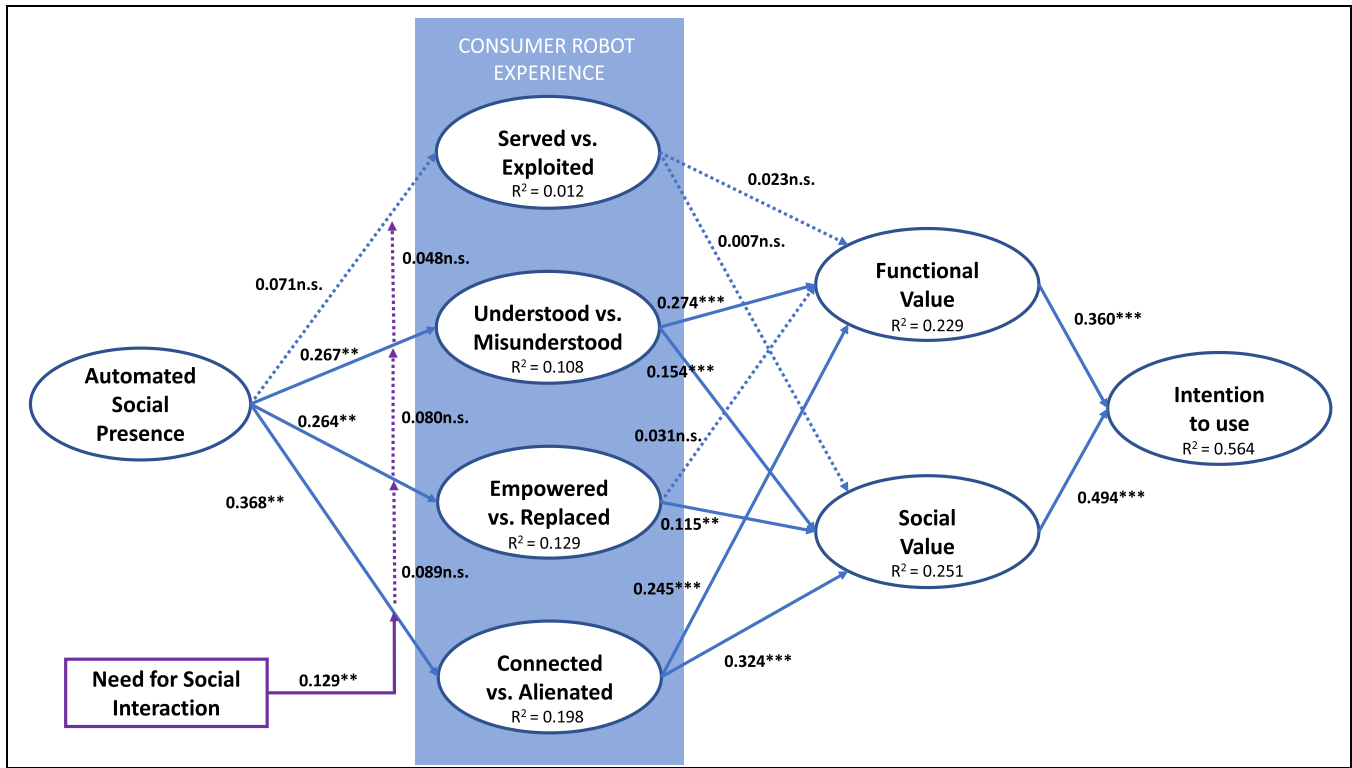 CONSUMER ROBOT
EXPERIENCE
Served vs.
Exploited
R² = 0.012
0.023n.s.
0.007n.s.
0.071n.s.
0.048n.s.
Understood vs.
Misunderstood
R² = 0.108
0.274***
0.154***
Functional
Value
R² = 0.229
0.360***
0.267**
Automated
Social
Presence
0.264**
0.080n.s.
0.031n.s.
Intention
to use
R² = 0.564
0.368**
Empowered
vs. Replaced
R² = 0.129
0.115**
Social
Value
R² = 0.251
0.494***
0.089n.s.
0.245***
Connected
vs. Alienated
R² = 0.198
0.324***
Need for Social
Interaction
0.129**